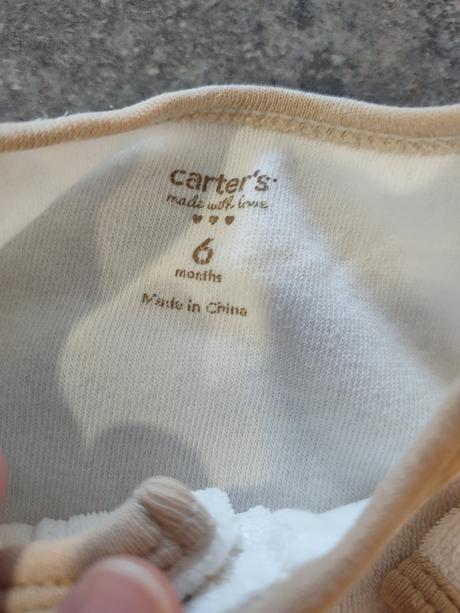 carter's
made with love
6
months
Made in China